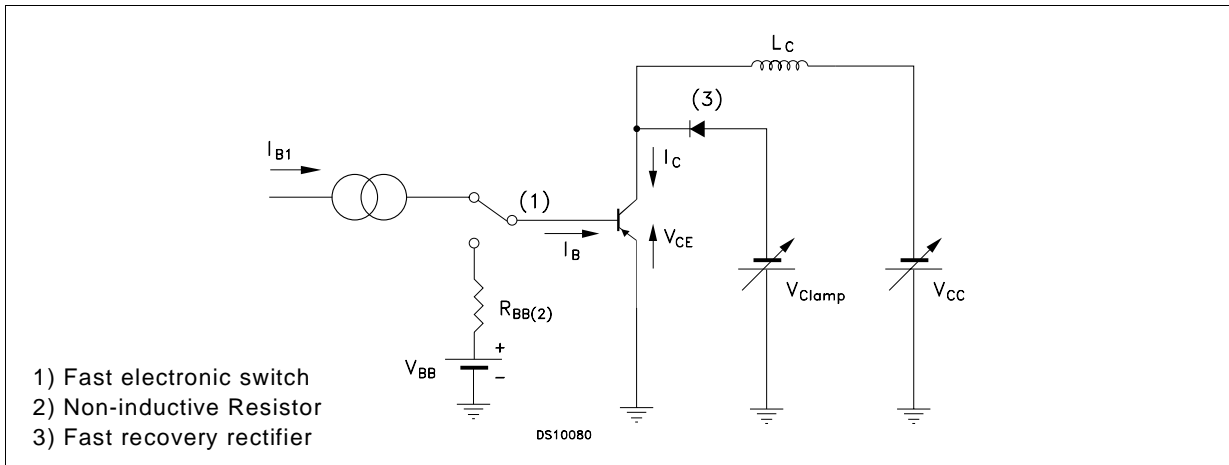 L_C
(3)
I_B1
I_C
(1)
I_B
V_CE
V_Clamp
V_CC
R_BB(2)
+
V_BB
-
1) Fast electronic switch
2) Non-inductive Resistor
3) Fast recovery rectifier
DS10080